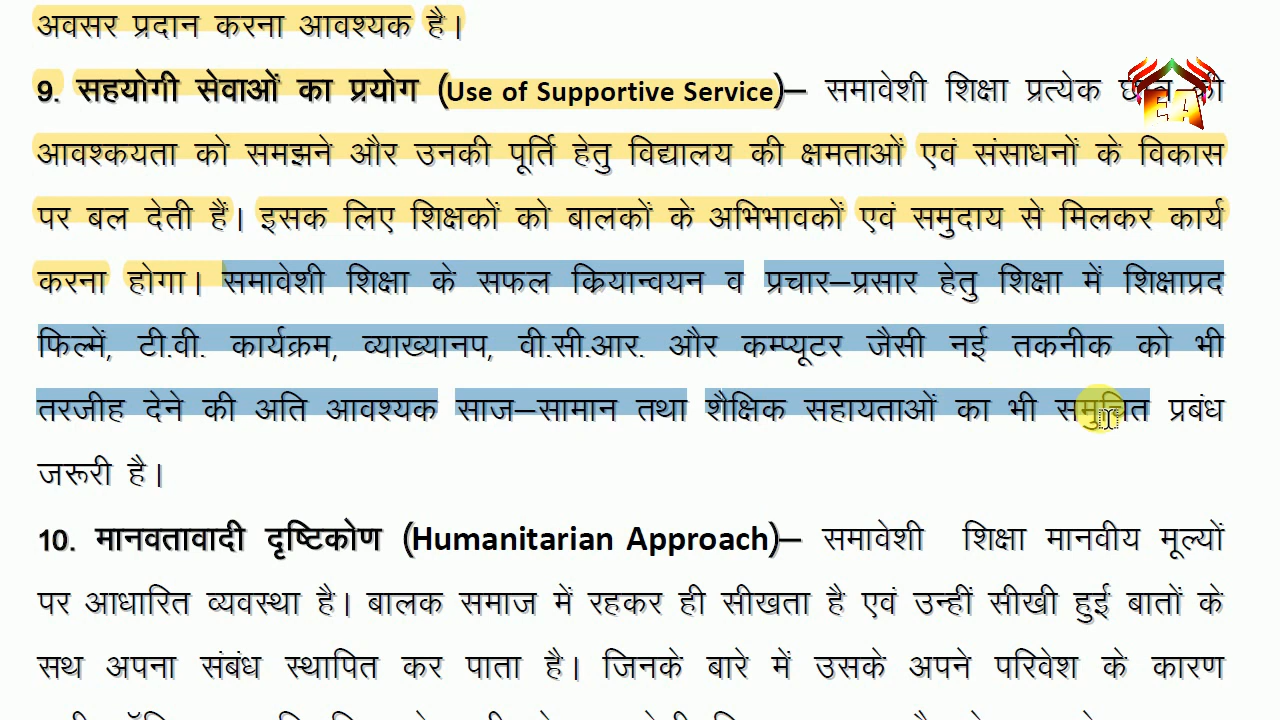 अवसर प्रदान करना आवश्यक है।
9. सहयोगी सेवाओं का प्रयोग (Use of Supportive Service)– समावेशी शिक्षा प्रत्येक की
आवश्कयता को समझने और उनकी पूर्ति हेतु विद्यालय की क्षमताओं एवं संसाधनों के विकास
पर बल देती हैं। इसक लिए शिक्षकों को बालकों के अभिभावकों एवं समुदाय से मिलकर कार्य
करना होगा। समावेशी शिक्षा के सफल क्रियान्वयन व प्रचार–प्रसार हेतु शिक्षा में शिक्षाप्रद
फिल्में, टी.वी. कार्यक्रम, व्याख्यानप, वी.सी.आर. और कम्प्यूटर जैसी नई तकनीक को भी
तरजीह देने की अति आवश्यक साज–सामान तथा शैक्षिक सहायताओं का भी समुचित प्रबंध
जरूरी है।
10. मानवतावादी दृष्टिकोण (Humanitarian Approach)– समावेशी शिक्षा मानवीय मूल्यों
पर आधारित व्यवस्था है। बालक समाज में रहकर ही सीखता है एवं उन्हीं सीखी हुई बातों के
सथ अपना संबंध स्थापित कर पाता है। जिनके बारे में उसके अपने परिवेश के कारण
EA